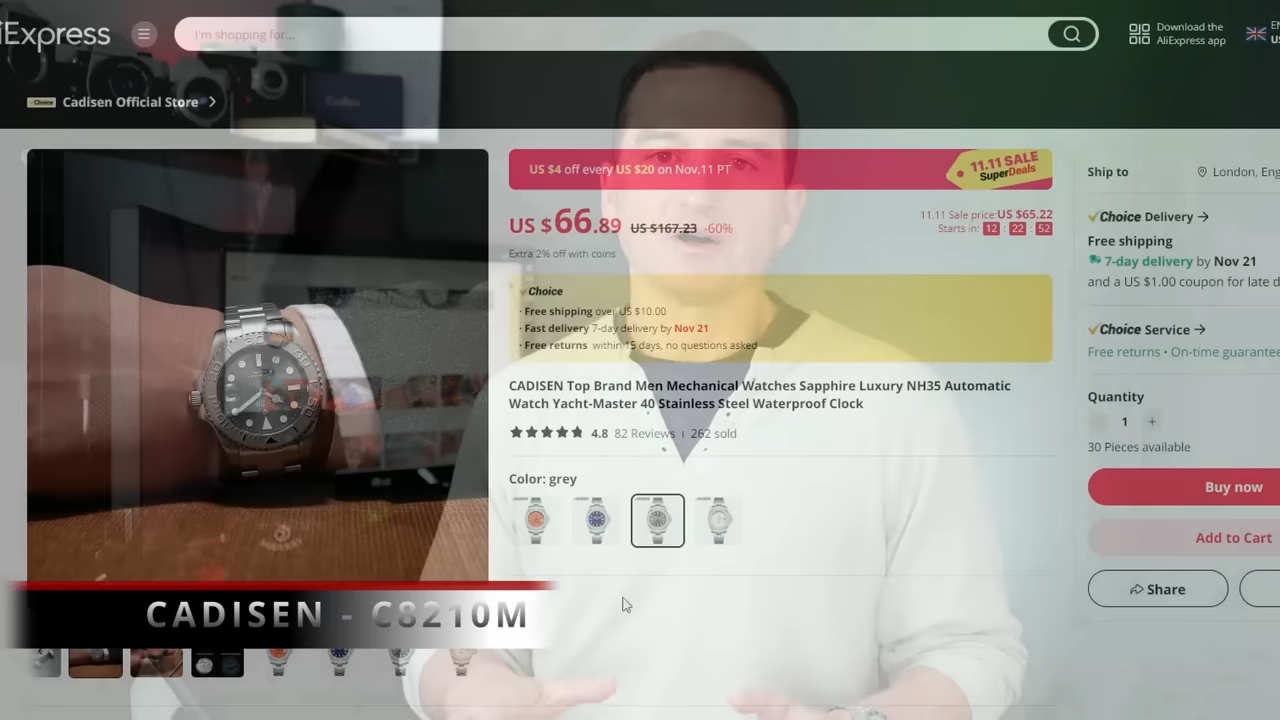 iExpress
I'm shopping for...
Download the
AliExpress app
Choice
Cadisen Official Store
US $4 off every US $20 on Nov,11 PT
11.11 SALE
SuperDeals
US $66.89 US $167.23 -60%
11.11 Sale price:US $65.22
Starts in: 12 : 22 : 52
Extra 2% off with coins
Choice
· Free shipping over US $10.00
· Fast delivery 7-day delivery by Nov 21
· Free returns within 15 days, no questions asked
CADISEN Top Brand Men Mechanical Watches Sapphire Luxury NH35 Automatic
Watch Yacht-Master 40 Stainless Steel Waterproof Clock
4.8 82 Reviews 262 sold
Color: grey
Ship to
London, Eng
Choice Delivery
Free shipping
7-day delivery by Nov 21
and a US $1.00 coupon for late d
Choice Service
Free returns • On-time guarantee
Quantity
1 +
30 Pieces available
Buy now
Add to Cart
Share
CADISEN - C8210M